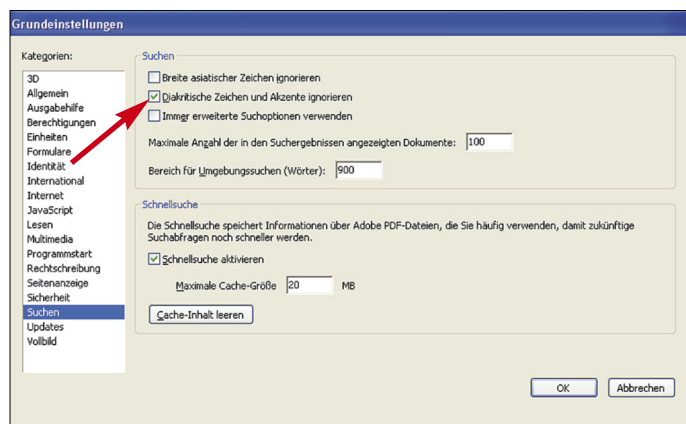 Grundeinstellungen
Kategorien:
3D
Allgemein
Ausgabehilfe
Berechtigungen
Einheiten
Formulare
Identität
International
Internet
JavaScript
Lesen
Multimedia
Programmstart
Rechtschreibung
Seitenanzeige
Sicherheit
Suchen
Updates
Vollbild
Suchen
Breite asiatischer Zeichen ignorieren
Diakritische Zeichen und Akzente ignorieren
Immer erweiterte Suchoptionen verwenden
Maximale Anzahl der in den Suchergebnissen angezeigten Dokumente: 100
Bereich für Umgebungssuchen (Wörter): 900
Schnellsuche
Die Schnellsuche speichert Informationen über Adobe PDF-Dateien, die Sie häufig verwenden, damit zukünftige
Suchabfragen noch schneller werden.
Schnellsuche aktivieren
Maximale Cache-Größe 20 MB
Cache-Inhalt leeren
OK Abbrechen